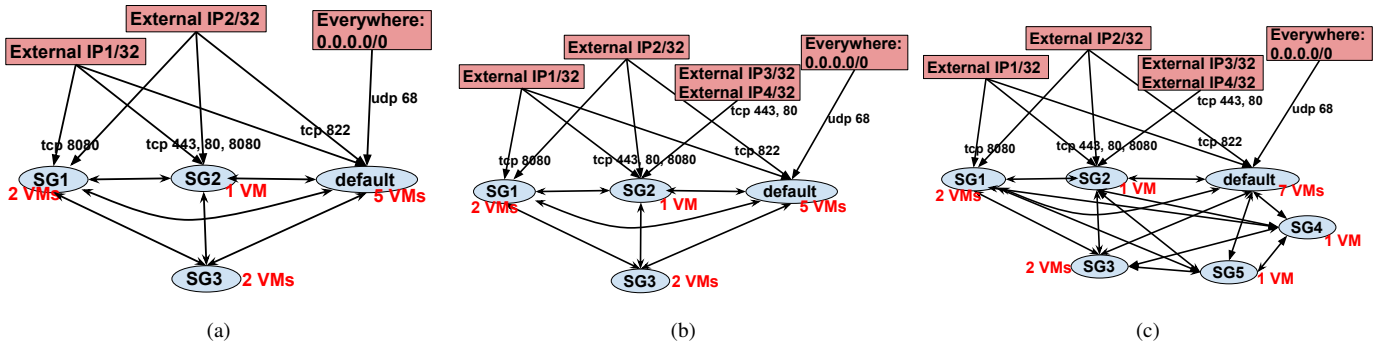 External IP2/32
Everywhere:
0.0.0.0/0
External IP1/32
udp 68
tcp 822
tcp 8080
tcp 443, 80, 8080
SG1
SG2
default
2 VMs
1 VM
5 VMs
SG3
2 VMs
(a)
External IP2/32
Everywhere:
0.0.0.0/0
External IP1/32
External IP3/32
External IP4/32
tcp 443, 80
udp 68
tcp 8080
tcp 443, 80, 8080
tcp 822
SG1
SG2
default
2 VMs
1 VM
5 VMs
SG3
2 VMs
(b)
External IP2/32
Everywhere:
0.0.0.0/0
External IP1/32
External IP3/32
External IP4/32
tcp 443, 80
udp 68
tcp 8080
tcp 443, 80, 8080
tcp 822
SG1
SG2
default
2 VMs
1 VM
7 VMs
SG4
1 VM
2 VMs
SG3
SG5
1 VM
(c)